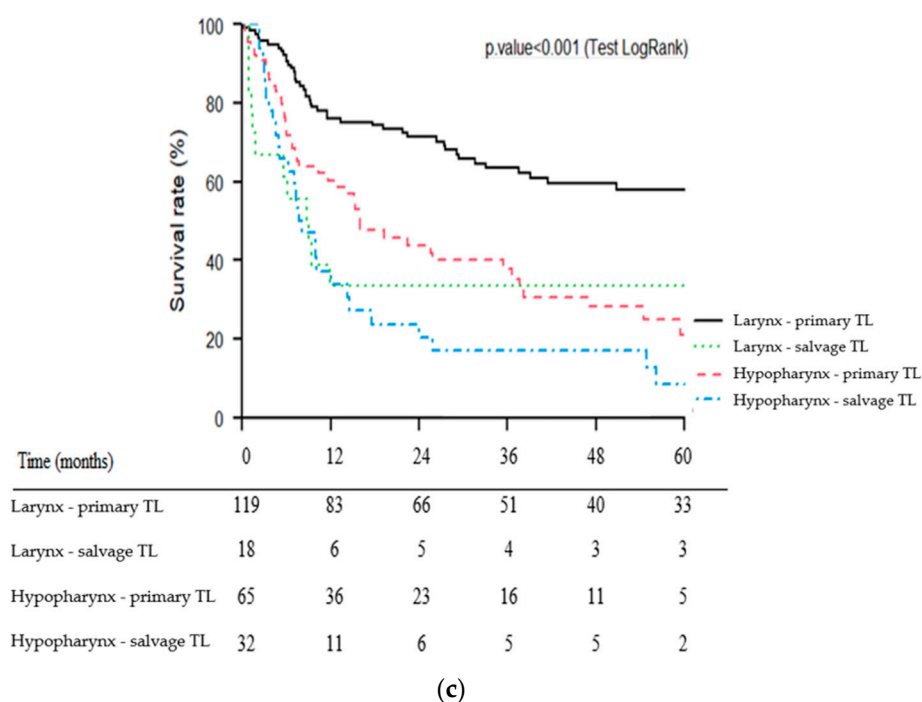 100
80
60
40
20
0
Survival rate (%)
p.value<0.001 (Test LogRank)
Larynx - primary TL
Larynx - salvage TL
Hypopharynx - primary TL
Hypopharynx - salvage TL
Time (months) 0 12 24 36 48 60
Larynx - primary TL 119 83 66 51 40 33
Larynx - salvage TL 18 6 5 4 3 3
Hypopharynx - primary TL 65 36 23 16 11 5
Hypopharynx - salvage TL 32 11 6 5 5 2
(c)